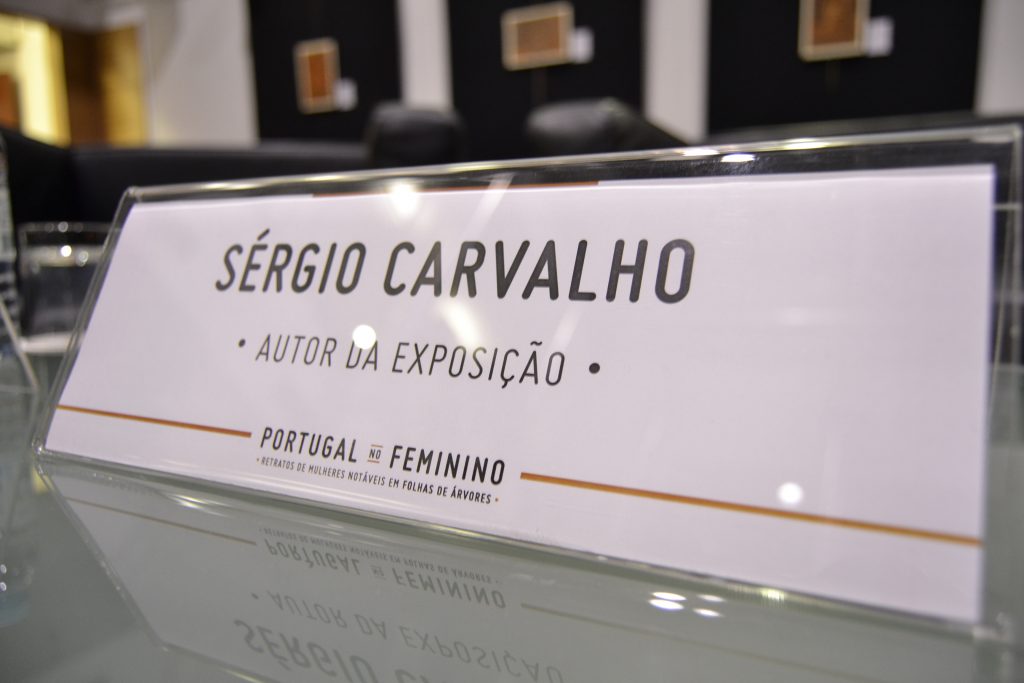 SÉRGIO CARVALHO
• AUTOR DA EXPOSIÇÃO •
PORTUGAL NO FEMININO
• RETRATOS DE MULHERES NOTÁVEIS EM FOLHAS DE ÁRVORES •